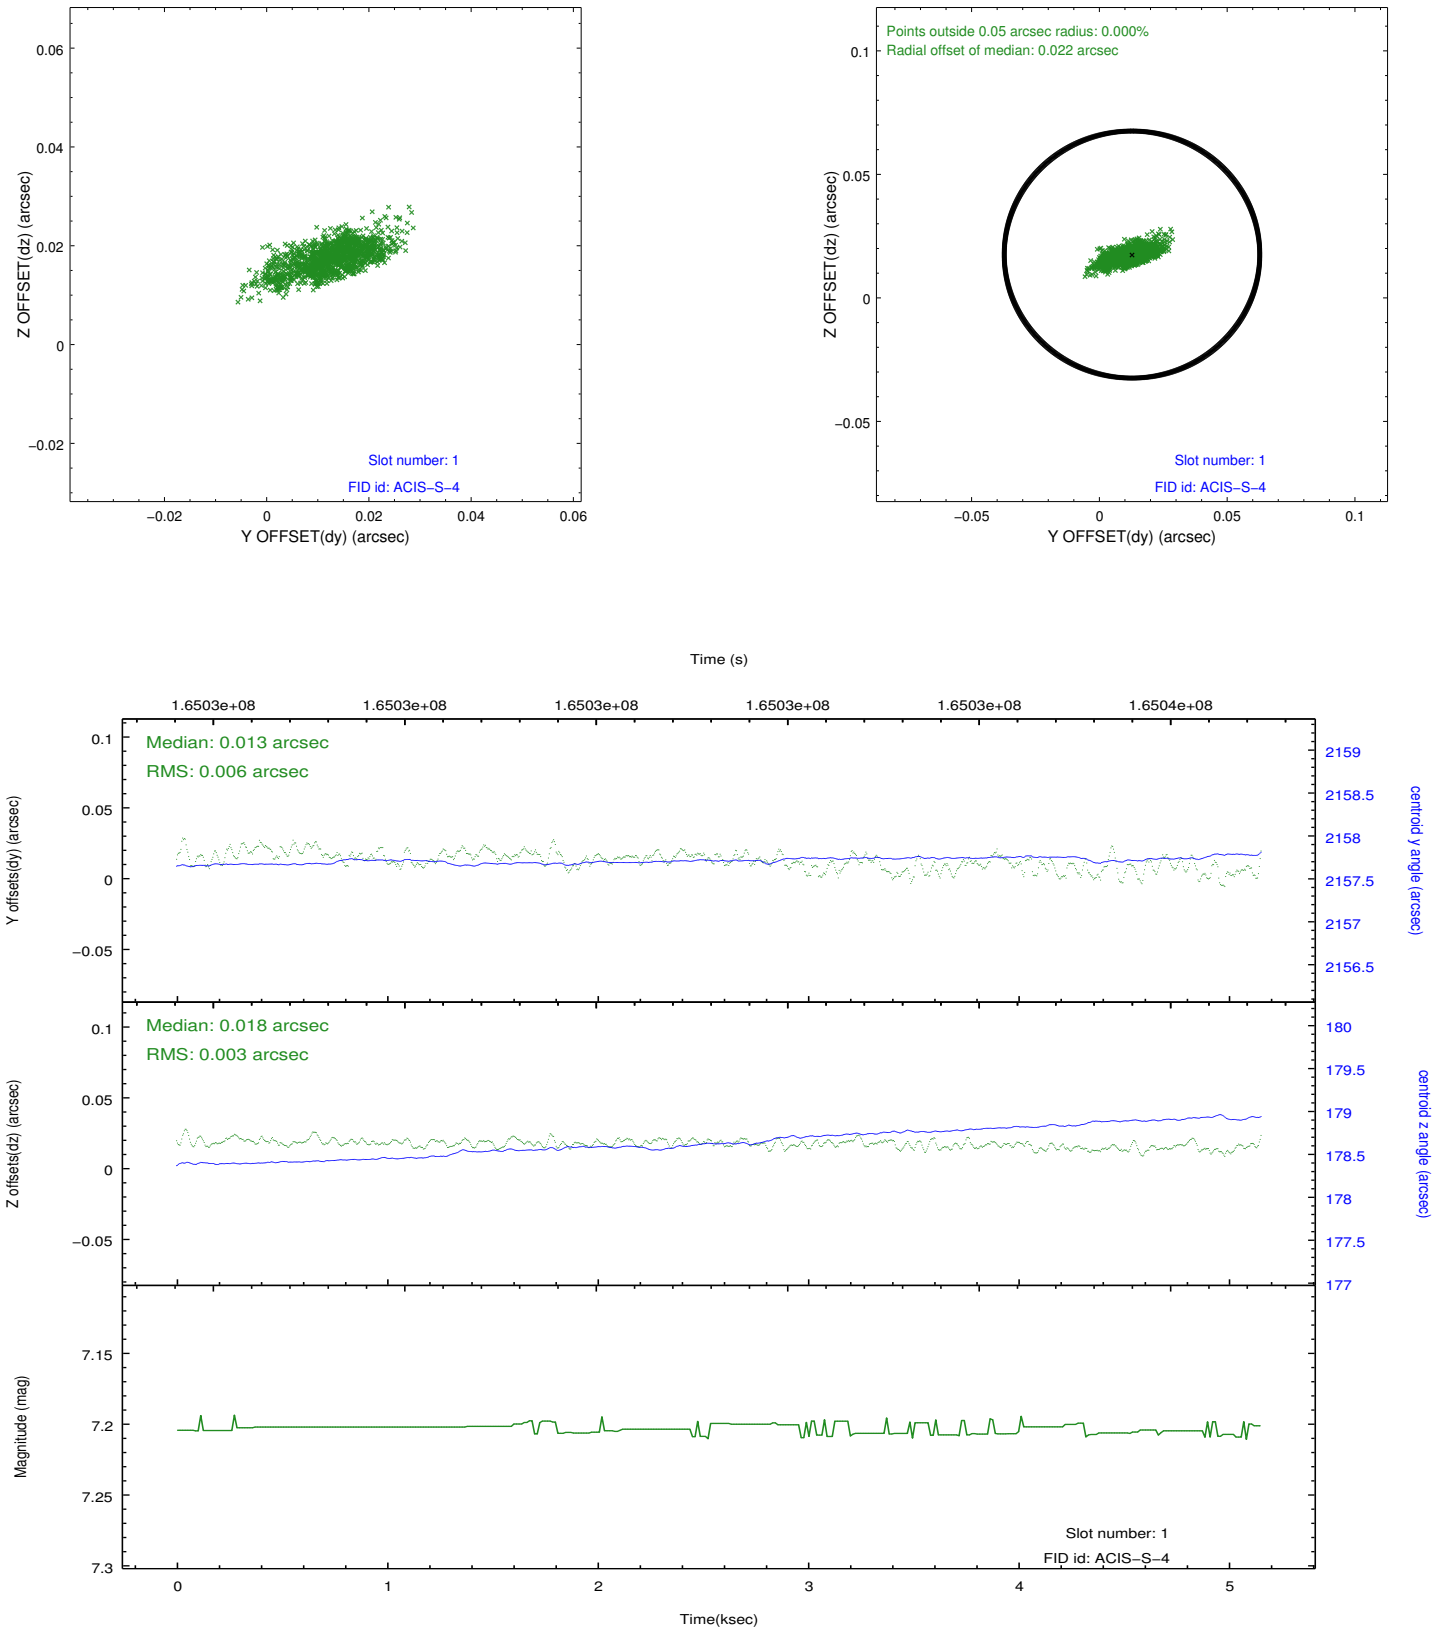 0.06
0.04
0.02
0
−0.02
Z OFFSET(dz) (arcsec)
Slot number: 1
FID id: ACIS−S−4
−0.02
0
0.02
0.04
0.06
Y OFFSET(dy) (arcsec)
Points outside 0.05 arcsec radius: 0.000%
Radial offset of median: 0.022 arcsec
0.1
0.05
0
−0.05
Z OFFSET(dz) (arcsec)
Slot number: 1
FID id: ACIS−S−4
−0.05
0
0.05
0.1
Y OFFSET(dy) (arcsec)
Time (s)
1.6503e+08
1.6503e+08
1.6503e+08
1.6503e+08
1.6503e+08
1.6504e+08
Median: 0.013 arcsec
RMS: 0.006 arcsec
0.1
0.05
0
−0.05
Y offsets(dy) (arcsec)
2159
2158.5
2158
2157.5
2157
2156.5
centroid y angle (arcsec)
Median: 0.018 arcsec
RMS: 0.003 arcsec
0.1
0.05
0
−0.05
Z offsets(dz) (arcsec)
180
179.5
179
178.5
178
177.5
177
centroid z angle (arcsec)
7.15
7.2
7.25
7.3
Magnitude (mag)
Slot number: 1
FID id: ACIS−S−4
0
1
2
3
4
5
Time(ksec)